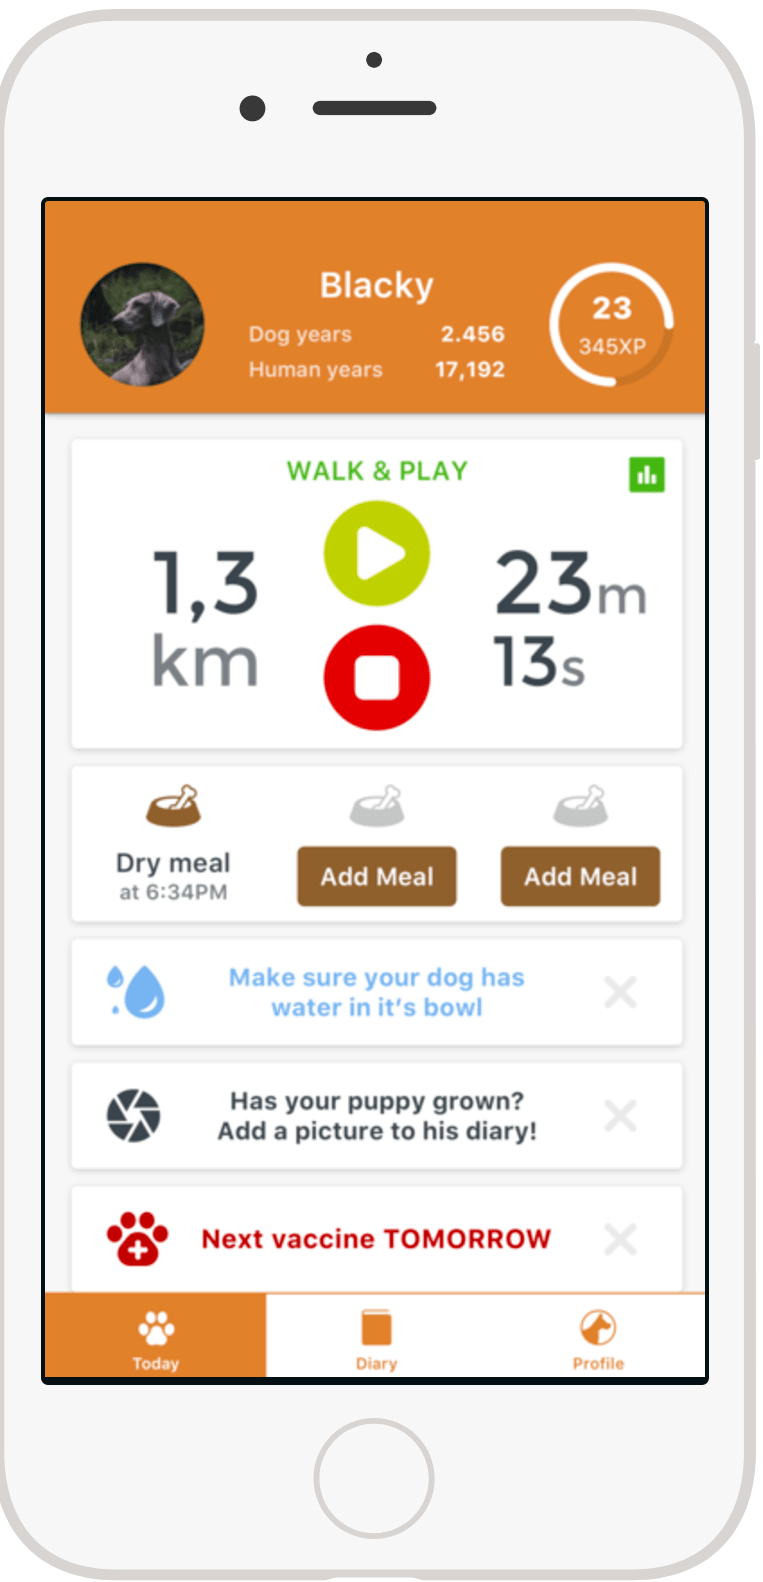 Blacky
Dog years 2.456
Human years 17,192
23
345XP
WALK & PLAY
1,3
km
23m
13s
Dry meal
at 6:34PM
Add Meal
Add Meal
Make sure your dog has
water in it's bowl
Has your puppy grown?
Add a picture to his diary!
Next vaccine TOMORROW
Today
Diary
Profile